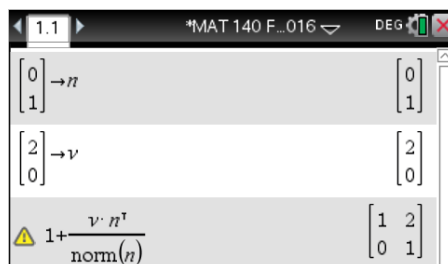 1.1 *MAT 140 F...016 DEG
[0 1] →n [0 1]
[2 0] →v [2 0]
1+ v·nᵀ / norm(n) [1 2 0 1]